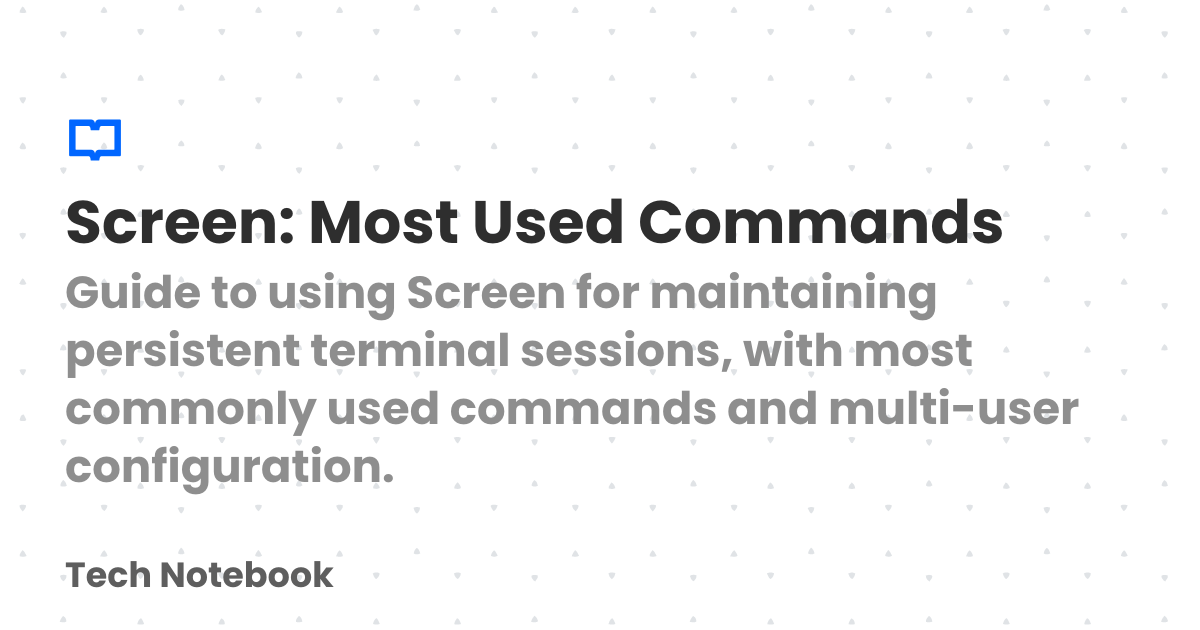 Screen: Most Used Commands
Guide to using Screen for maintaining
persistent terminal sessions, with most
commonly used commands and multi-user
configuration.
Tech Notebook